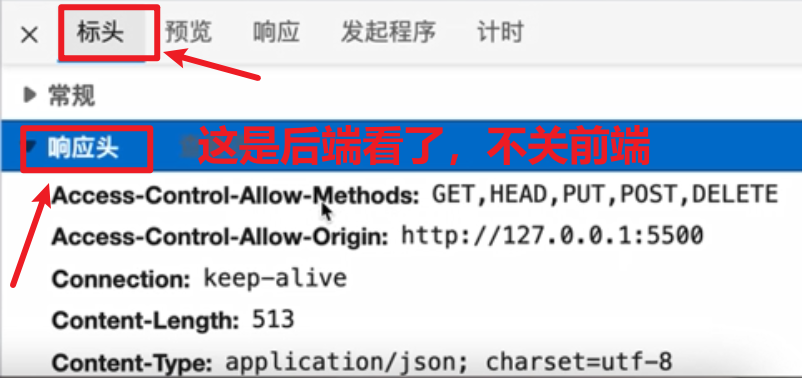 × 标头 预览 响应 发起程序 计时
▶ 常规
▼ 响应头 这是后端看了，不关前端
Access-Control-Allow-Methods: GET,HEAD,PUT,POST,DELETE
Access-Control-Allow-Origin: http://127.0.0.1:5500
Connection: keep-alive
Content-Length: 513
Content-Type: application/json; charset=utf-8